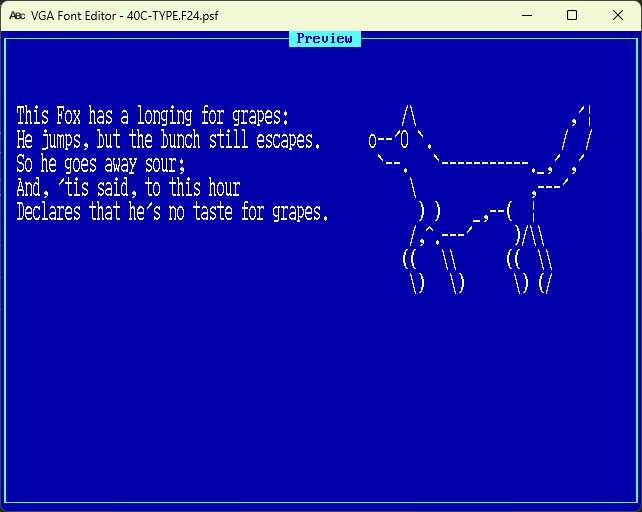 VGA Font Editor - 40C-TYPE.F24.psf
Preview
This Fox has a longing for grapes:
He jumps, but the bunch still escapes.
So he goes away sour;
And, ´tis said, to this hour
Declares that he´s no taste for grapes.